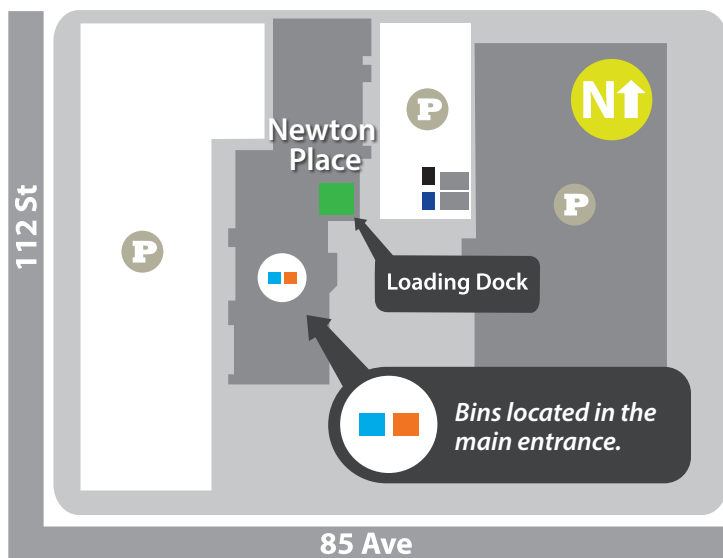 P
N
Newton
Place
P
P
112 St
Loading Dock
Bins located in the
main entrance.
85 Ave